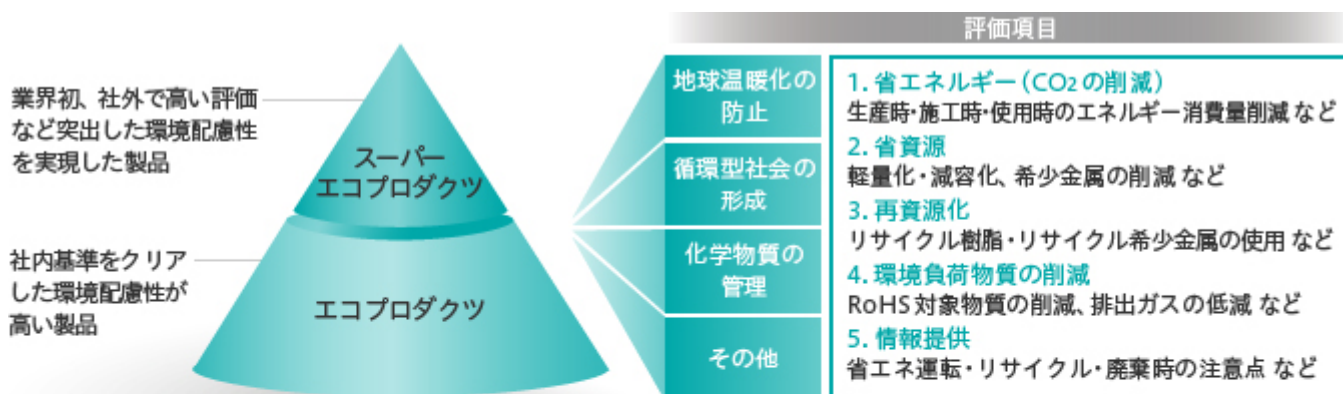 業界初、社外で高い評価
など突出した環境配慮性
を実現した製品
社内基準をクリア
した環境配慮性が
高い製品
スーパー
エコプロダクツ
エコプロダクツ
評価項目
地球温暖化の
防止
循環型社会の
形成
化学物質の
管理
その他
1. 省エネルギー(CO2の削減)
生産時・施工時・使用時のエネルギー消費量削減 など
2. 省資源
軽量化・減容化、希少金属の削減 など
3. 再資源化
リサイクル樹脂・リサイクル希少金属の使用 など
4. 環境負荷物質の削減
RoHS対象物質の削減、排出ガスの低減 など
5. 情報提供
省エネ運転・リサイクル・廃棄時の注意点 など